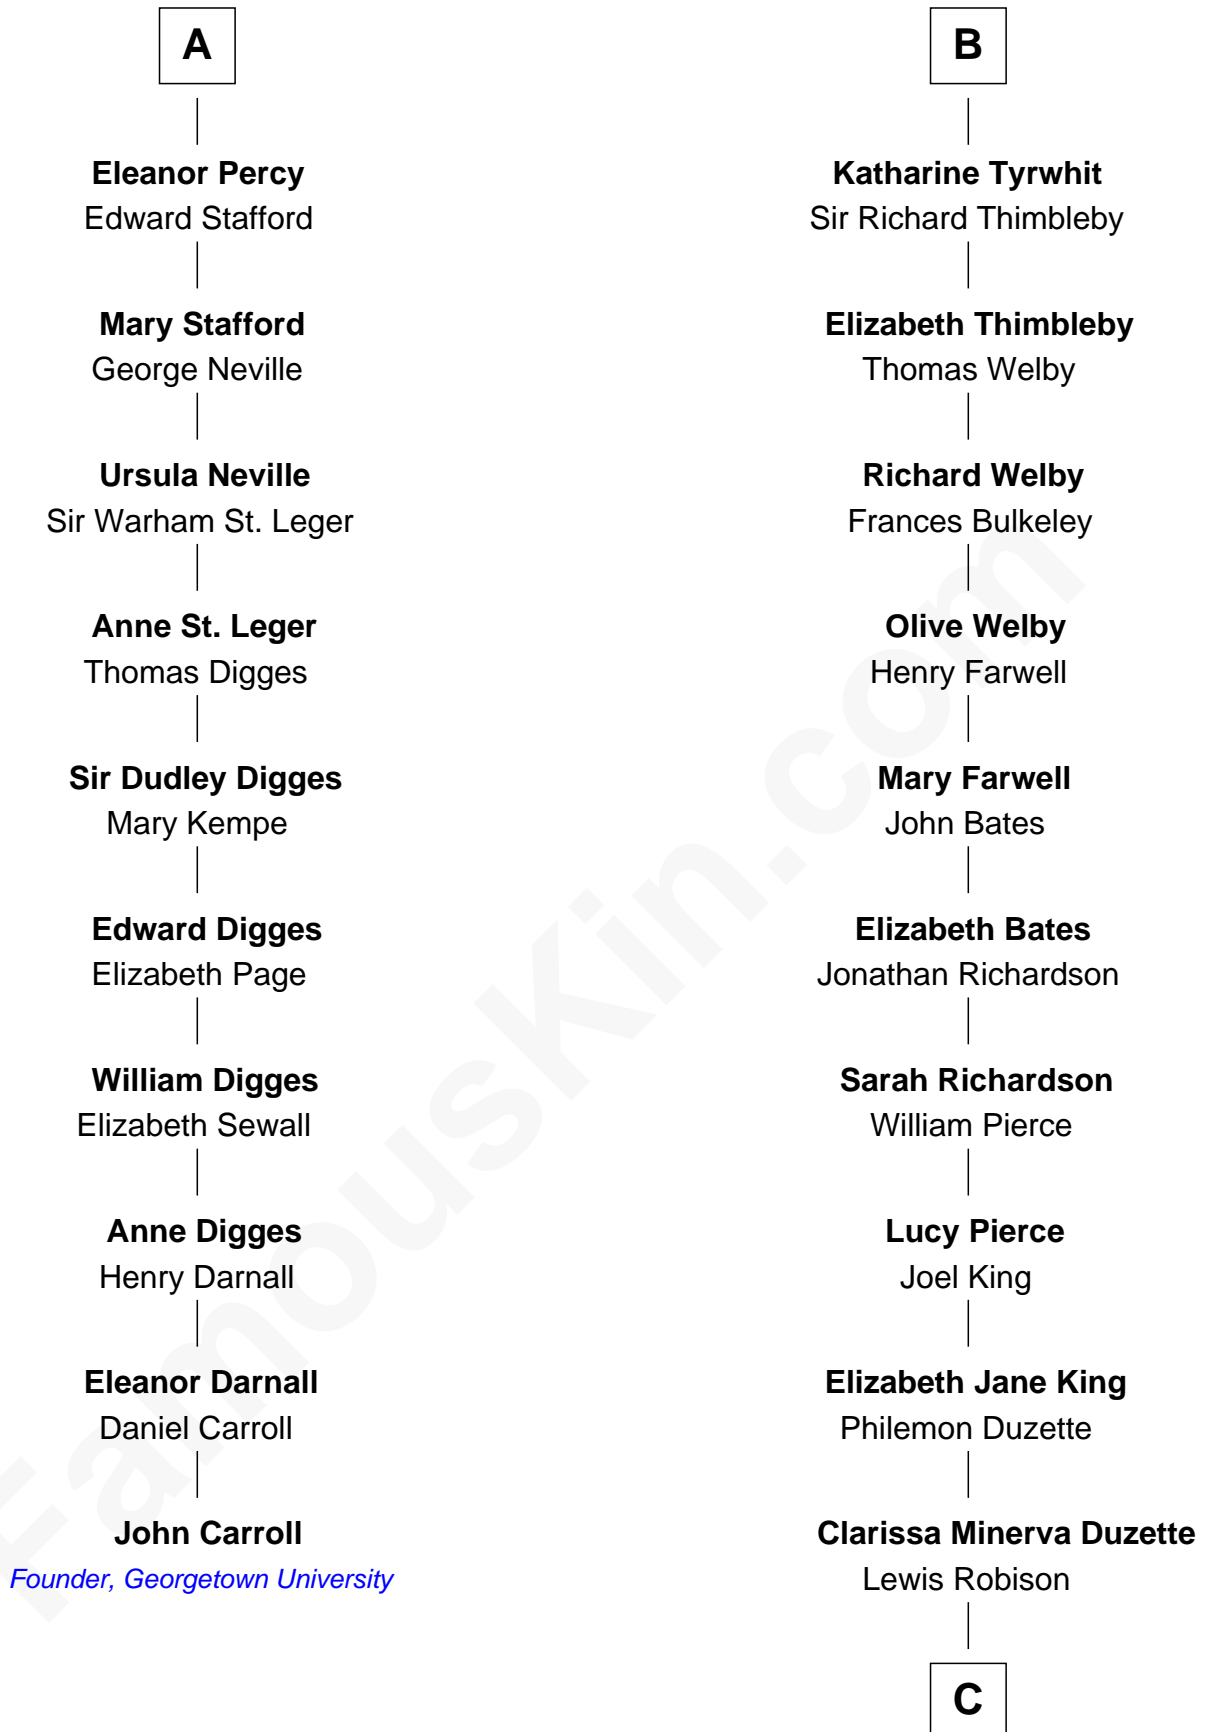 A
Eleanor Percy
Edward Stafford
Mary Stafford
George Neville
Ursula Neville
Sir Warham St. Leger
Anne St. Leger
Thomas Digges
Sir Dudley Digges
Mary Kempe
Edward Digges
Elizabeth Page
William Digges
Elizabeth Sewall
Anne Digges
Henry Darnall
Eleanor Darnall
Daniel Carroll
John Carroll
Founder, Georgetown University
B
Katharine Tyrwhit
Sir Richard Thimbleby
Elizabeth Thimbleby
Thomas Welby
Richard Welby
Frances Bulkeley
Olive Welby
Henry Farwell
Mary Farwell
John Bates
Elizabeth Bates
Jonathan Richardson
Sarah Richardson
William Pierce
Lucy Pierce
Joel King
Elizabeth Jane King
Philemon Duzette
Clarissa Minerva Duzette
Lewis Robison
C
FamousKin.com